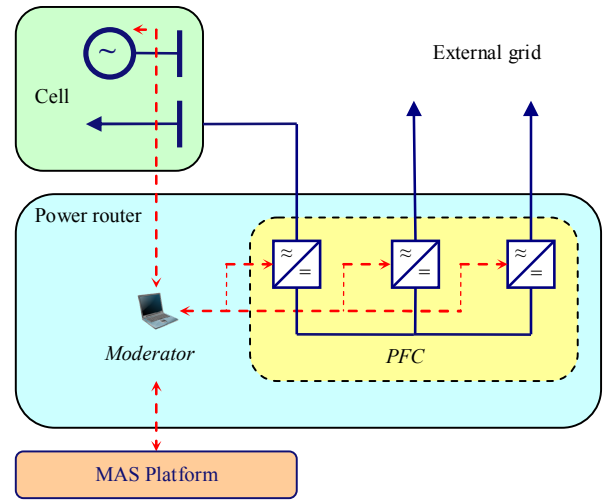 External grid
~
Cell
Power router
≈
=
≈
=
≈
=
Moderator
PFC
MAS Platform